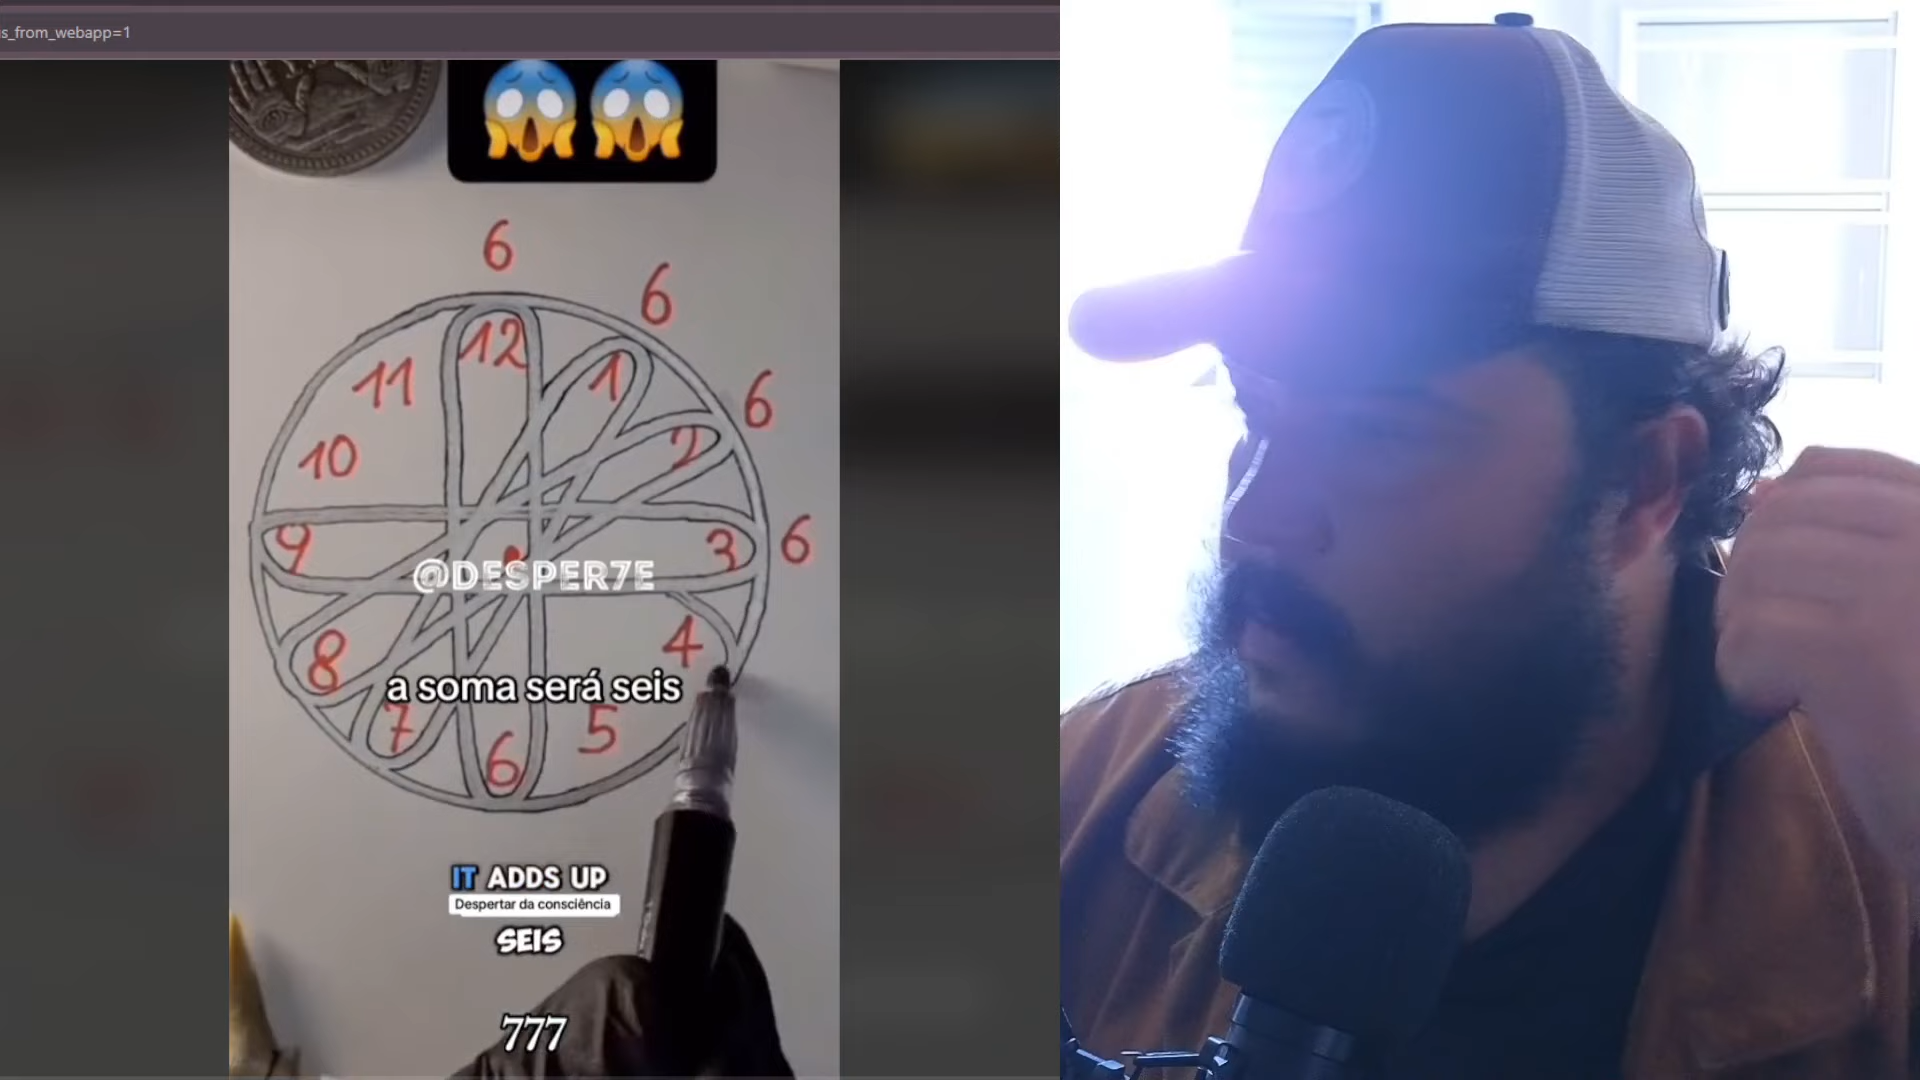 s_from_webapp=1
6
6
12
1
11
6
2
10
9
3
6
@DESPER7E
4
8
a soma será seis
7
5
6
IT ADDS UP
Despertar da consciência
SEIS
777